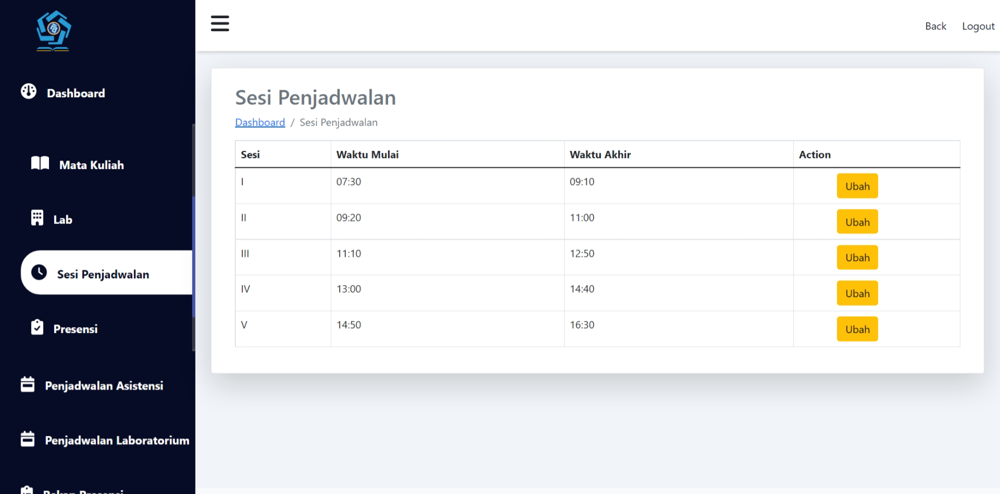 Back Logout
Dashboard
Mata Kuliah
Lab
Sesi Penjadwalan
Presensi
Penjadwalan Asistensi
Penjadwalan Laboratorium
Sesi Penjadwalan
Dashboard / Sesi Penjadwalan
Sesi Waktu Mulai Waktu Akhir Action
I 07:30 09:10 Ubah
II 09:20 11:00 Ubah
III 11:10 12:50 Ubah
IV 13:00 14:40 Ubah
V 14:50 16:30 Ubah